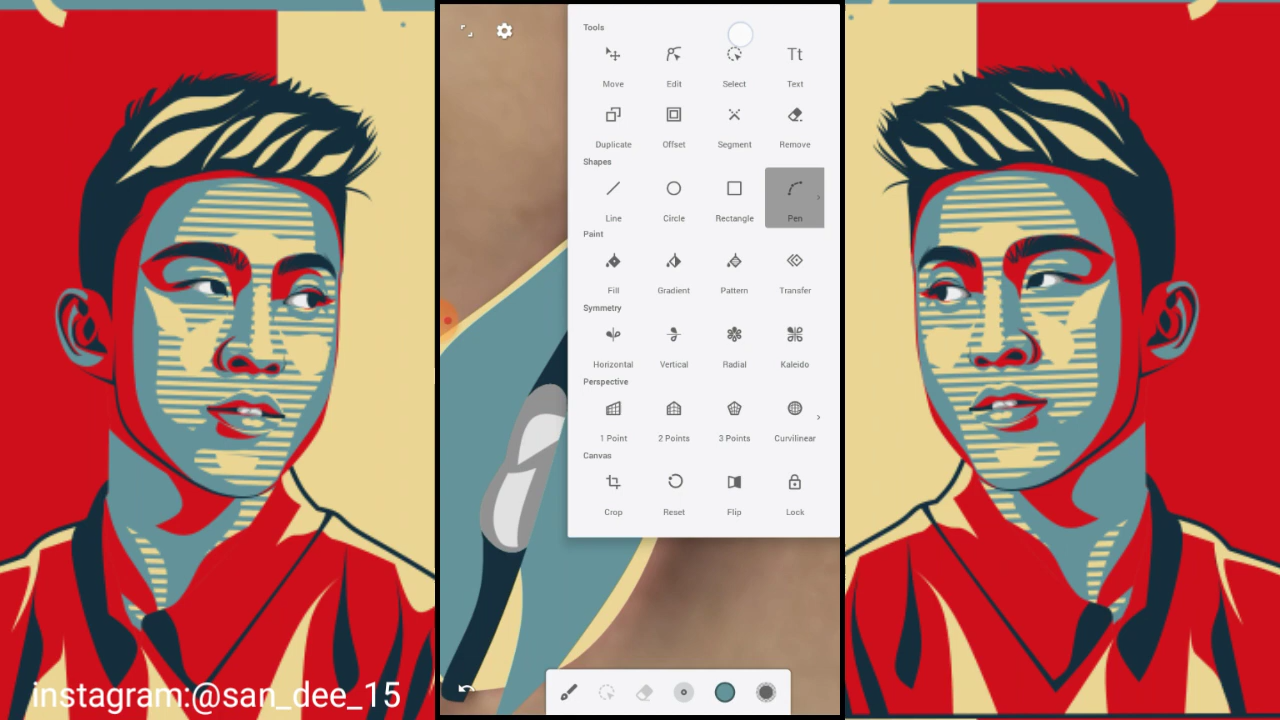 Tools
Move Edit Select Text
Duplicate Offset Segment Remove
Shapes
Line Circle Rectangle Pen
Paint
Fill Gradient Pattern Transfer
Symmetry
Horizontal Vertical Radial Kaleido
Perspective
1 Point 2 Points 3 Points Curvilinear
Canvas
Crop Reset Flip Lock
instagram:@san_dee_15